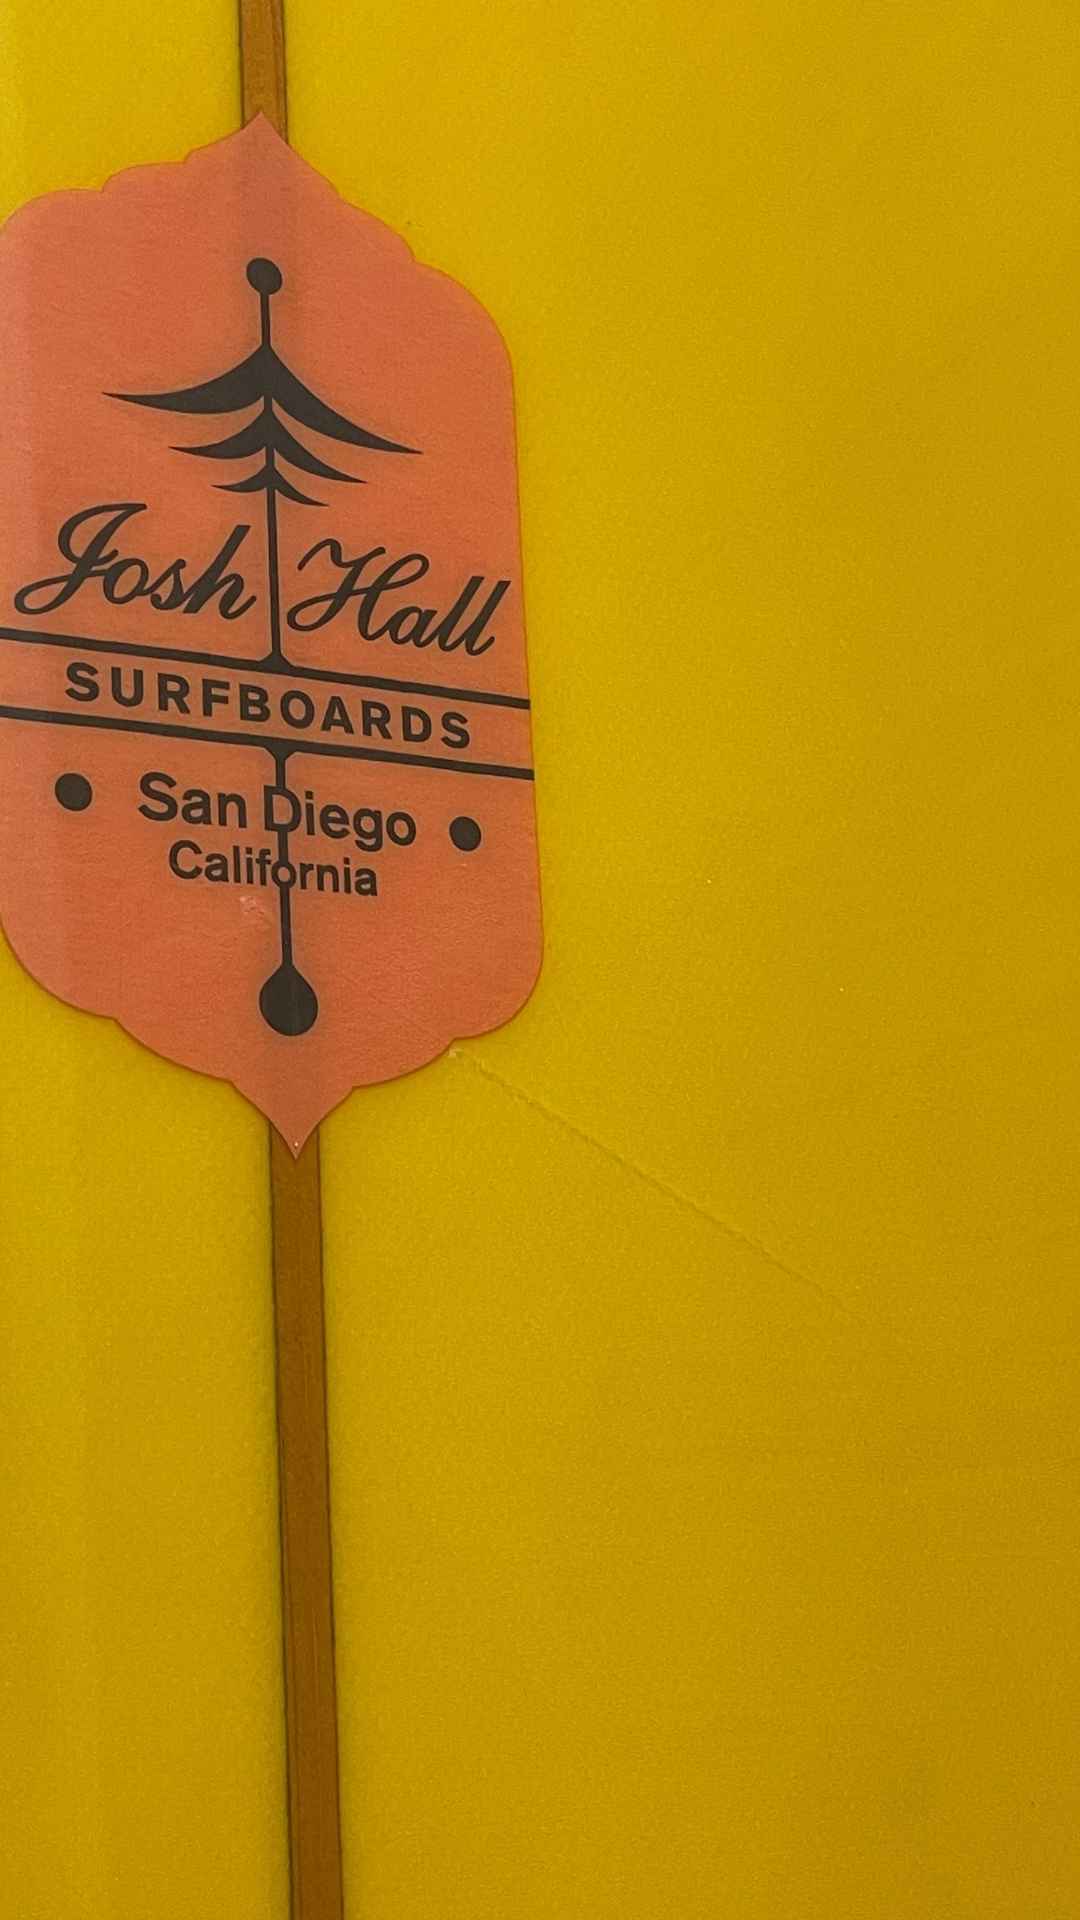 Josh Hall
SURFBOARDS
San Diego
California